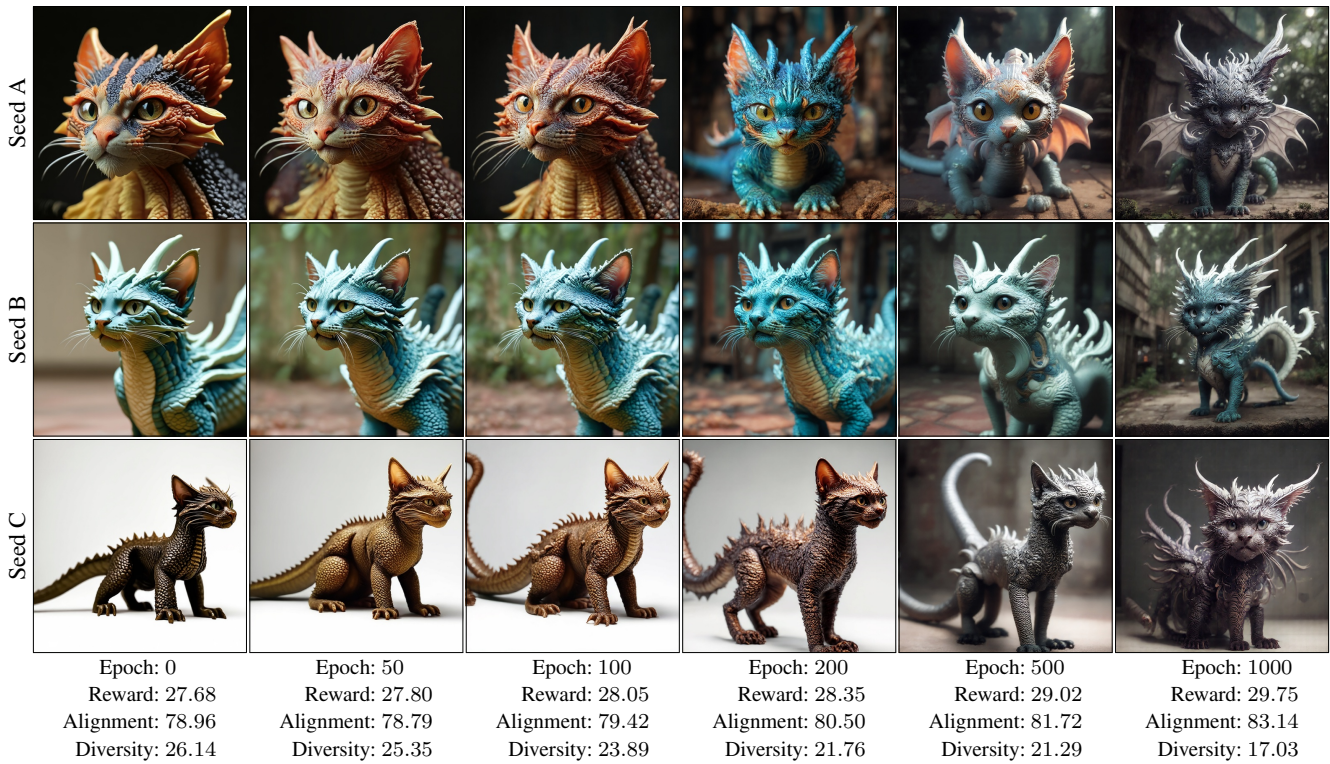 Seed A
Seed B
Seed C
Epoch: 0
Reward: 27.68
Alignment: 78.96
Diversity: 26.14
Epoch: 50
Reward: 27.80
Alignment: 78.79
Diversity: 25.35
Epoch: 100
Reward: 28.05
Alignment: 79.42
Diversity: 23.89
Epoch: 200
Reward: 28.35
Alignment: 80.50
Diversity: 21.76
Epoch: 500
Reward: 29.02
Alignment: 81.72
Diversity: 21.29
Epoch: 1000
Reward: 29.75
Alignment: 83.14
Diversity: 17.03